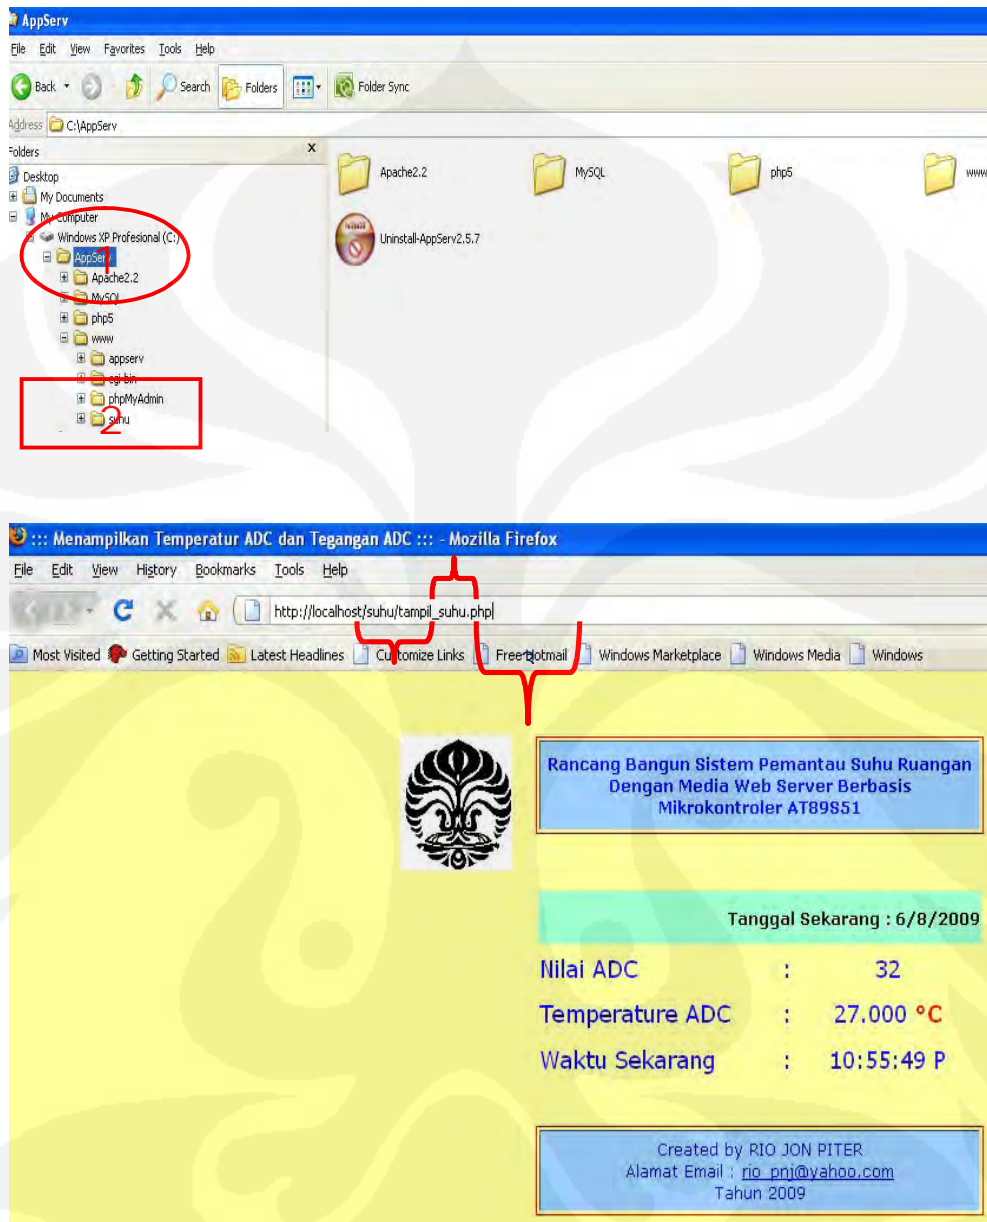 AppServ
File Edit View Favorites Tools Help
Back Search Folders Folder Sync
Address C:\AppServ
Folders x
Desktop
My Documents
My Computer
Windows XP Profesional (C:)
AppServ
1
Apache2.2
MySQL
php5
www
appserv
cgi-bin
phpMyAdmin
2
suhu
Apache2.2 MySQL php5 www
Uninstall-AppServ2.5.7
::: Menampilkan Temperatur ADC dan Tegangan ADC ::: - Mozilla Firefox
File Edit View History Bookmarks Tools Help
http://localhost/suhu/tampil_suhu.php
Most Visited Getting Started Latest Headlines Customize Links Free Hotmail Windows Marketplace Windows Media Windows
Rancang Bangun Sistem Pemantau Suhu Ruangan
Dengan Media Web Server Berbasis
Mikrokontroler AT89S51
Tanggal Sekarang : 6/8/2009
Nilai ADC : 32
Temperature ADC : 27.000 °C
Waktu Sekarang : 10:55:49 P
Created by RIO JON PITER
Alamat Email : rio_pnj@yahoo.com
Tahun 2009